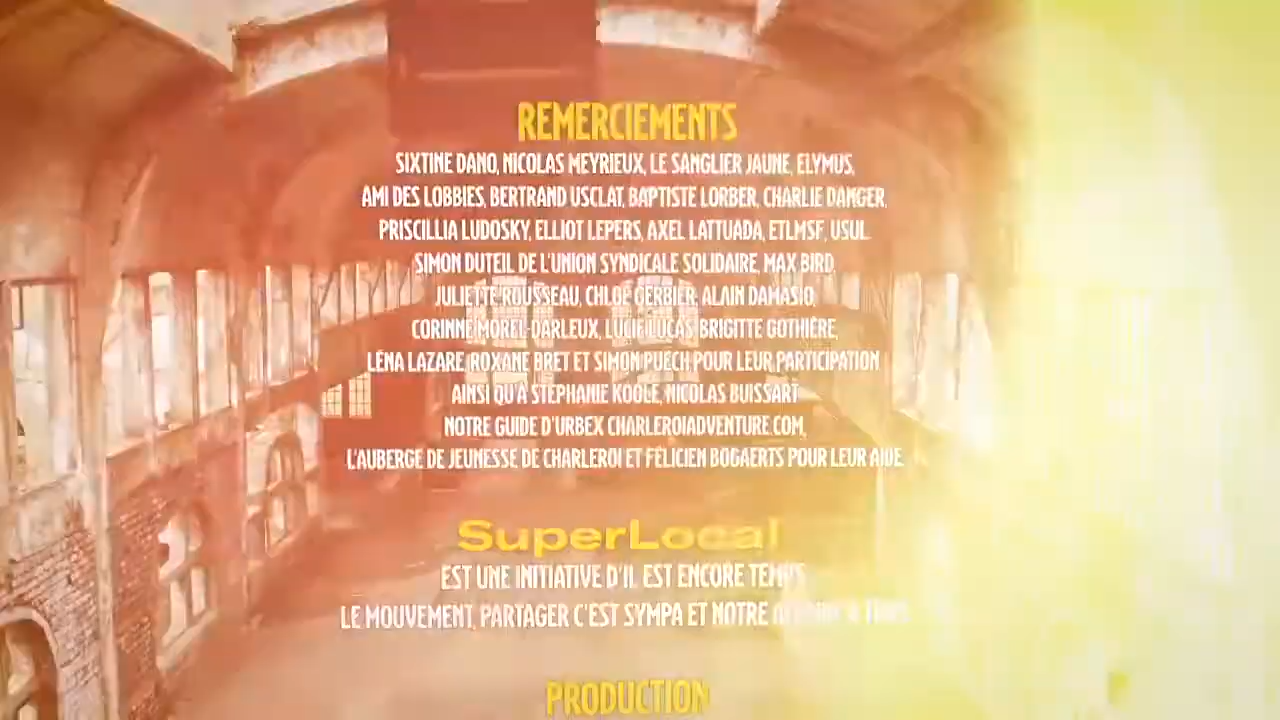 REMERCIEMENTS
SIXTINE DANO, NICOLAS MEYRIEUX, LE SANGLIER JAUNE, ELYMUS,
AMI DES LOBBIES, BERTRAND USCLAT, BAPTISTE LORBER, CHARLIE DANGER,
PRISCILLIA LUDOSKY, ELLIOT LEPERS, AXEL LATTUADA, ETLMSF, USUL
SIMON DUTEIL DE L'UNION SYNDICALE SOLIDAIRE, MAX BIRD
JULIETTE ROUSSEAU, CHLOÉ GERBIER, ALAIN DAMASIO,
CORINNE MOREL-DARLEUX, LUCIE LUCAS, BRIGITTE GOTHIÈRE,
LÉNA LAZARE, ROXANE BRET ET SIMON PUECH POUR LEUR PARTICIPATION
AINSI QU'À STÉPHANIE KOOLE, NICOLAS BUISSART
NOTRE GUIDE D'URBEX CHARLEROIADVENTURE.COM,
L'AUBERGE DE JEUNESSE DE CHARLEROI ET FÉLICIEN BOGAERTS POUR LEUR AIDE.
SuperLocal
EST UNE INITIATIVE D'IL EST ENCORE TEMPS
LE MOUVEMENT, PARTAGER C'EST SYMPA ET NOTRE
PRODUCTION